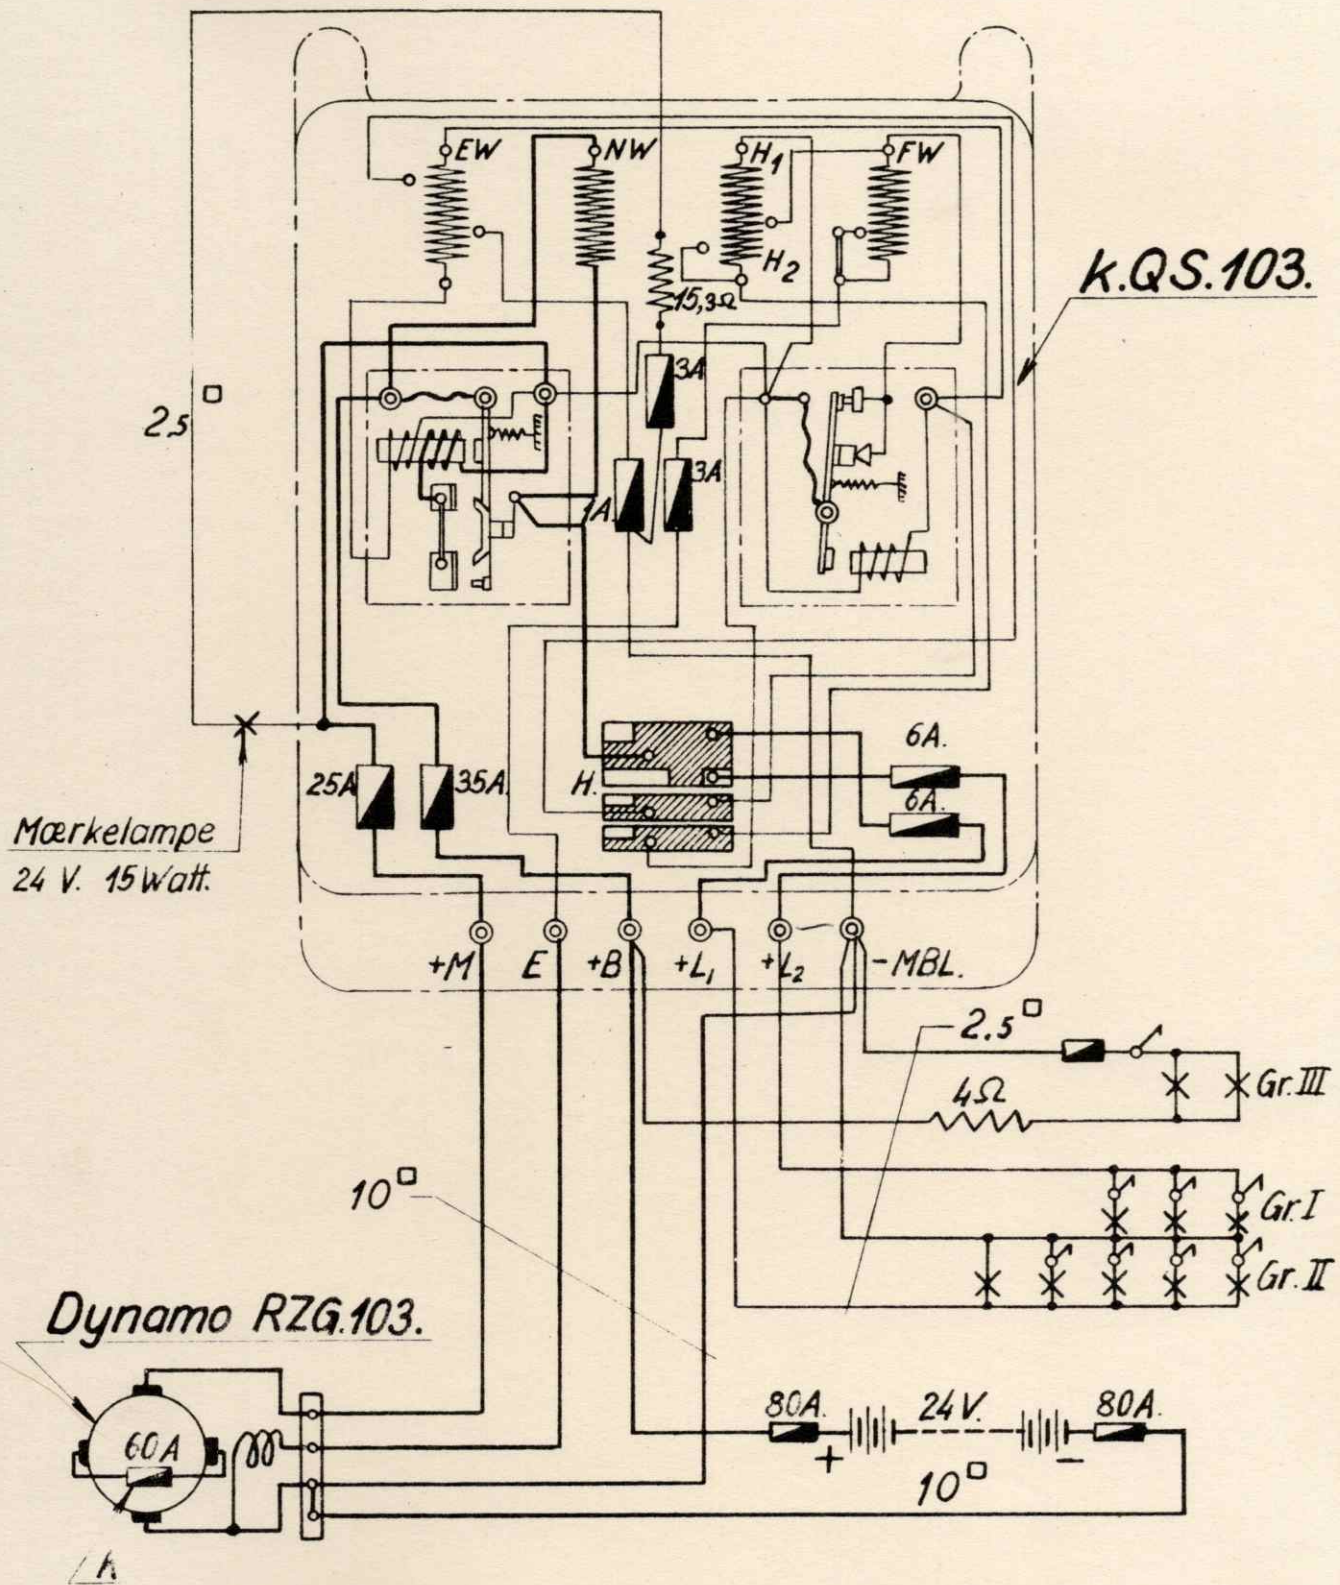 EW
NW
H1
FW
H2
15,3Ω
K.QS.103.
3A
2,5 □
3A
1A.
6A.
25A
35A.
H.
6A.
Mærkelampe
24 V. 15 Watt.
+M
E
+B
+L1
+L2
-MBL.
2,5 □
4Ω
Gr. III
10 □
Gr. I
Gr. II
Dynamo RZG.103.
80A.
24 V.
80A.
60A
+
-
10 □